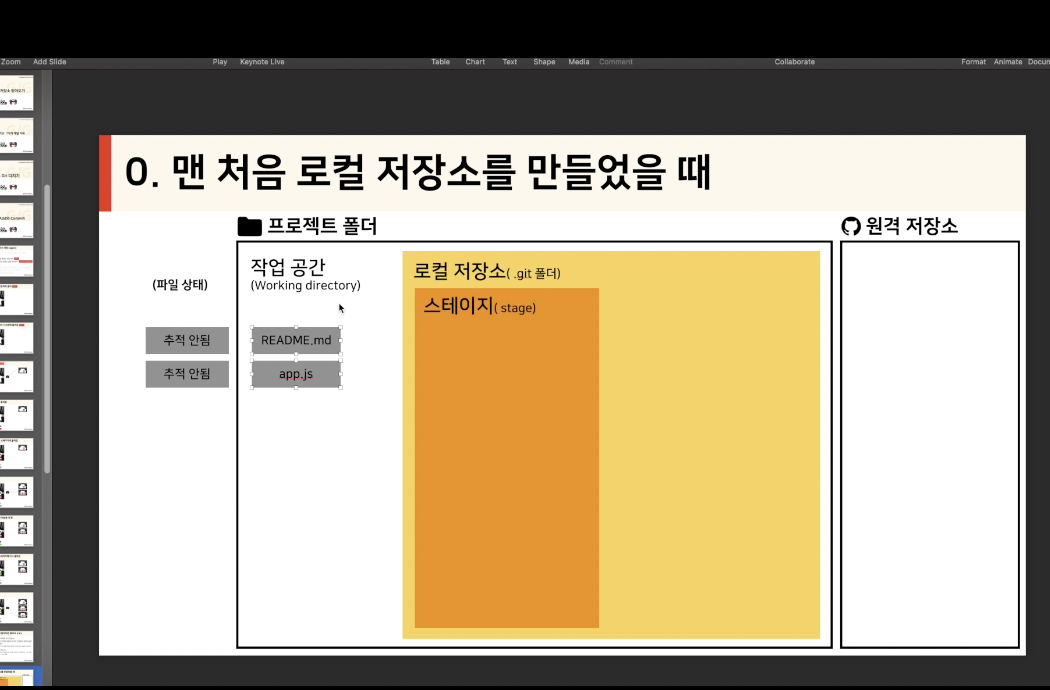 Zoom Add Slide Play Keynote Live Table Chart Text Shape Media Comment Collaborate Format Animate Docum
0. 맨 처음 로컬 저장소를 만들었을 때
프로젝트 폴더
원격 저장소
작업 공간
(Working directory)
로컬 저장소( .git 폴더)
(파일 상태)
스테이지( stage)
추적 안됨 README.md
추적 안됨 app.js